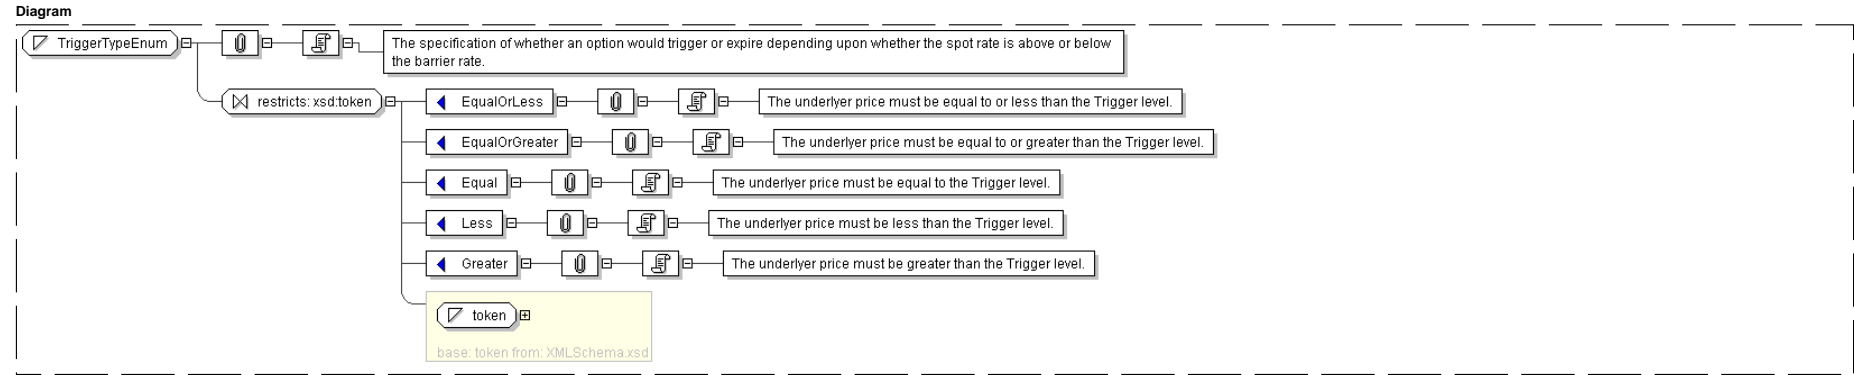 Diagram
TriggerTypeEnum
The specification of whether an option would trigger or expire depending upon whether the spot rate is above or below
the barrier rate.
restricts: xsd:token
EqualOrLess
The underlyer price must be equal to or less than the Trigger level.
EqualOrGreater
The underlyer price must be equal to or greater than the Trigger level.
Equal
The underlyer price must be equal to the Trigger level.
Less
The underlyer price must be less than the Trigger level.
Greater
The underlyer price must be greater than the Trigger level.
token
base: token from: XMLSchema.xsd